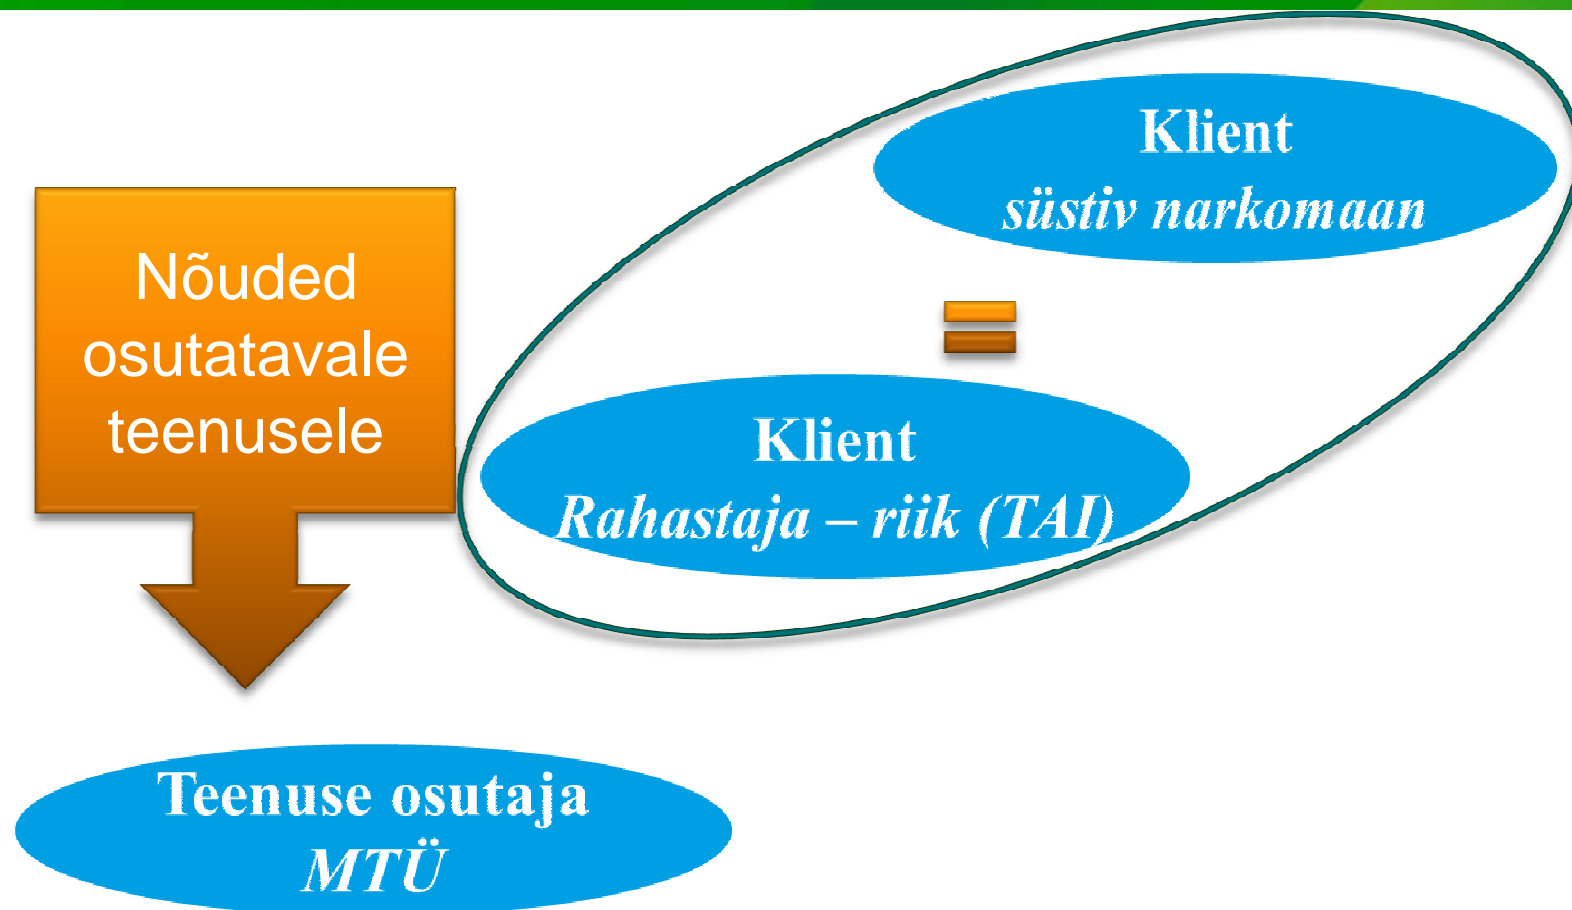 Klient
süstiv narkomaan
Nõuded
osutatavale
teenusele
Klient
Rahastaja – riik (TAI)
Teenuse osutaja
MTÜ